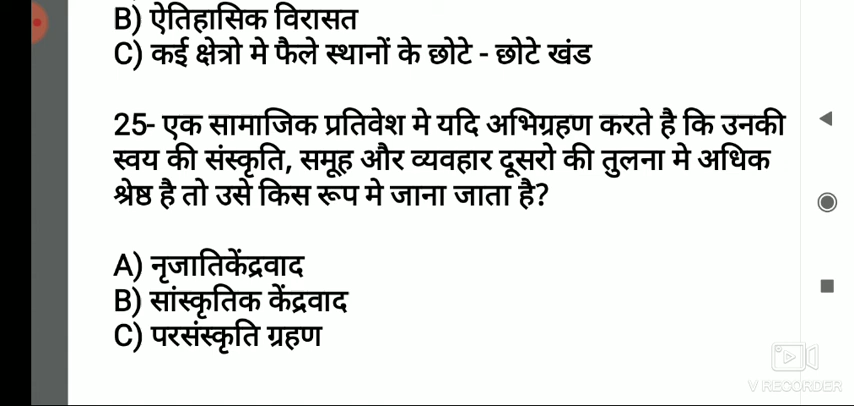 B) ऐतिहासिक विरासत
C) कई क्षेत्रो मे फैले स्थानों के छोटे - छोटे खंड
25- एक सामाजिक प्रतिवेश मे यदि अभिग्रहण करते है कि उनकी
स्वय की संस्कृति, समूह और व्यवहार दूसरो की तुलना मे अधिक
श्रेष्ठ है तो उसे किस रूप मे जाना जाता है?
A) नृजातिकेंद्रवाद
B) सांस्कृतिक केंद्रवाद
C) परसंस्कृति ग्रहण
V RECORDER